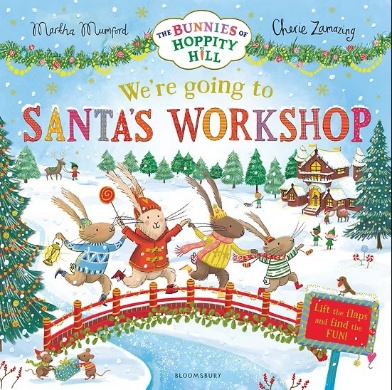 Martha Mumford
THE BUNNIES OF
HOPPITY
HILL
Cherie Zamazing
We're going to
SANTA'S WORKSHOP
Lift the flaps
and find the
FUN!
BLOOMSBURY